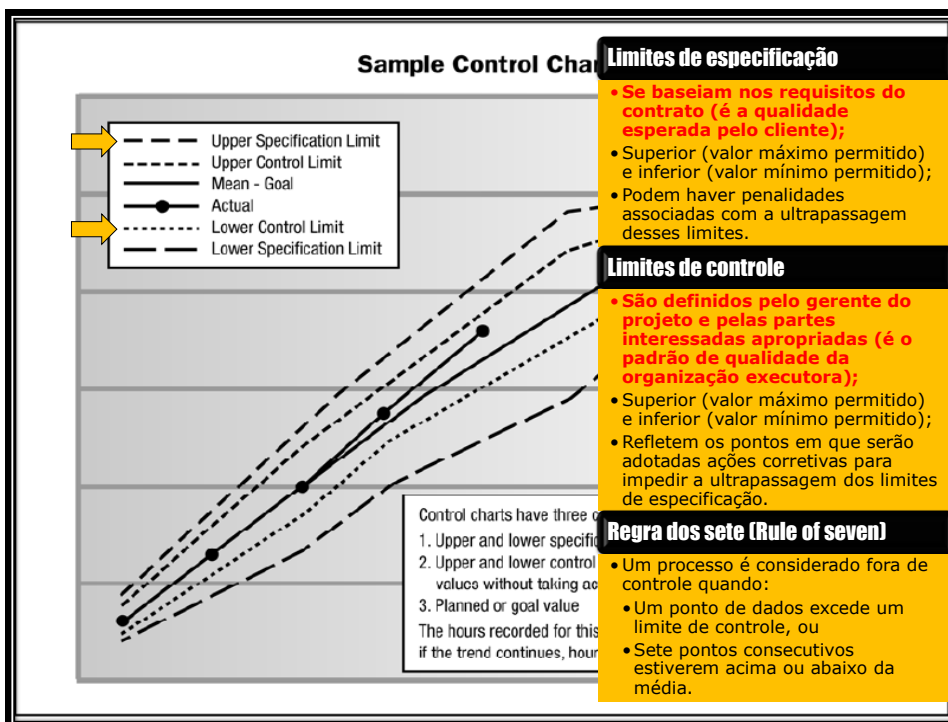 Sample Control Char
Upper Specification Limit
Upper Control Limit
Mean - Goal
Actual
Lower Control Limit
Lower Specification Limit
Control charts have three c
1. Upper and lower specific
2. Upper and lower control
values without taking ac
3. Planned or goal value
The hours recorded for this
if the trend continues, hour
Limites de especificação
• Se baseiam nos requisitos do
contrato (é a qualidade
esperada pelo cliente);
• Superior (valor máximo permitido)
e inferior (valor mínimo permitido);
• Podem haver penalidades
associadas com a ultrapassagem
desses limites.
Limites de controle
• São definidos pelo gerente do
projeto e pelas partes
interessadas apropriadas (é o
padrão de qualidade da
organização executora);
• Superior (valor máximo permitido)
e inferior (valor mínimo permitido);
• Refletem os pontos em que serão
adotadas ações corretivas para
impedir a ultrapassagem dos limites
de especificação.
Regra dos sete (Rule of seven)
• Um processo é considerado fora de
controle quando:
• Um ponto de dados excede um
limite de controle, ou
• Sete pontos consecutivos
estiverem acima ou abaixo da
média.